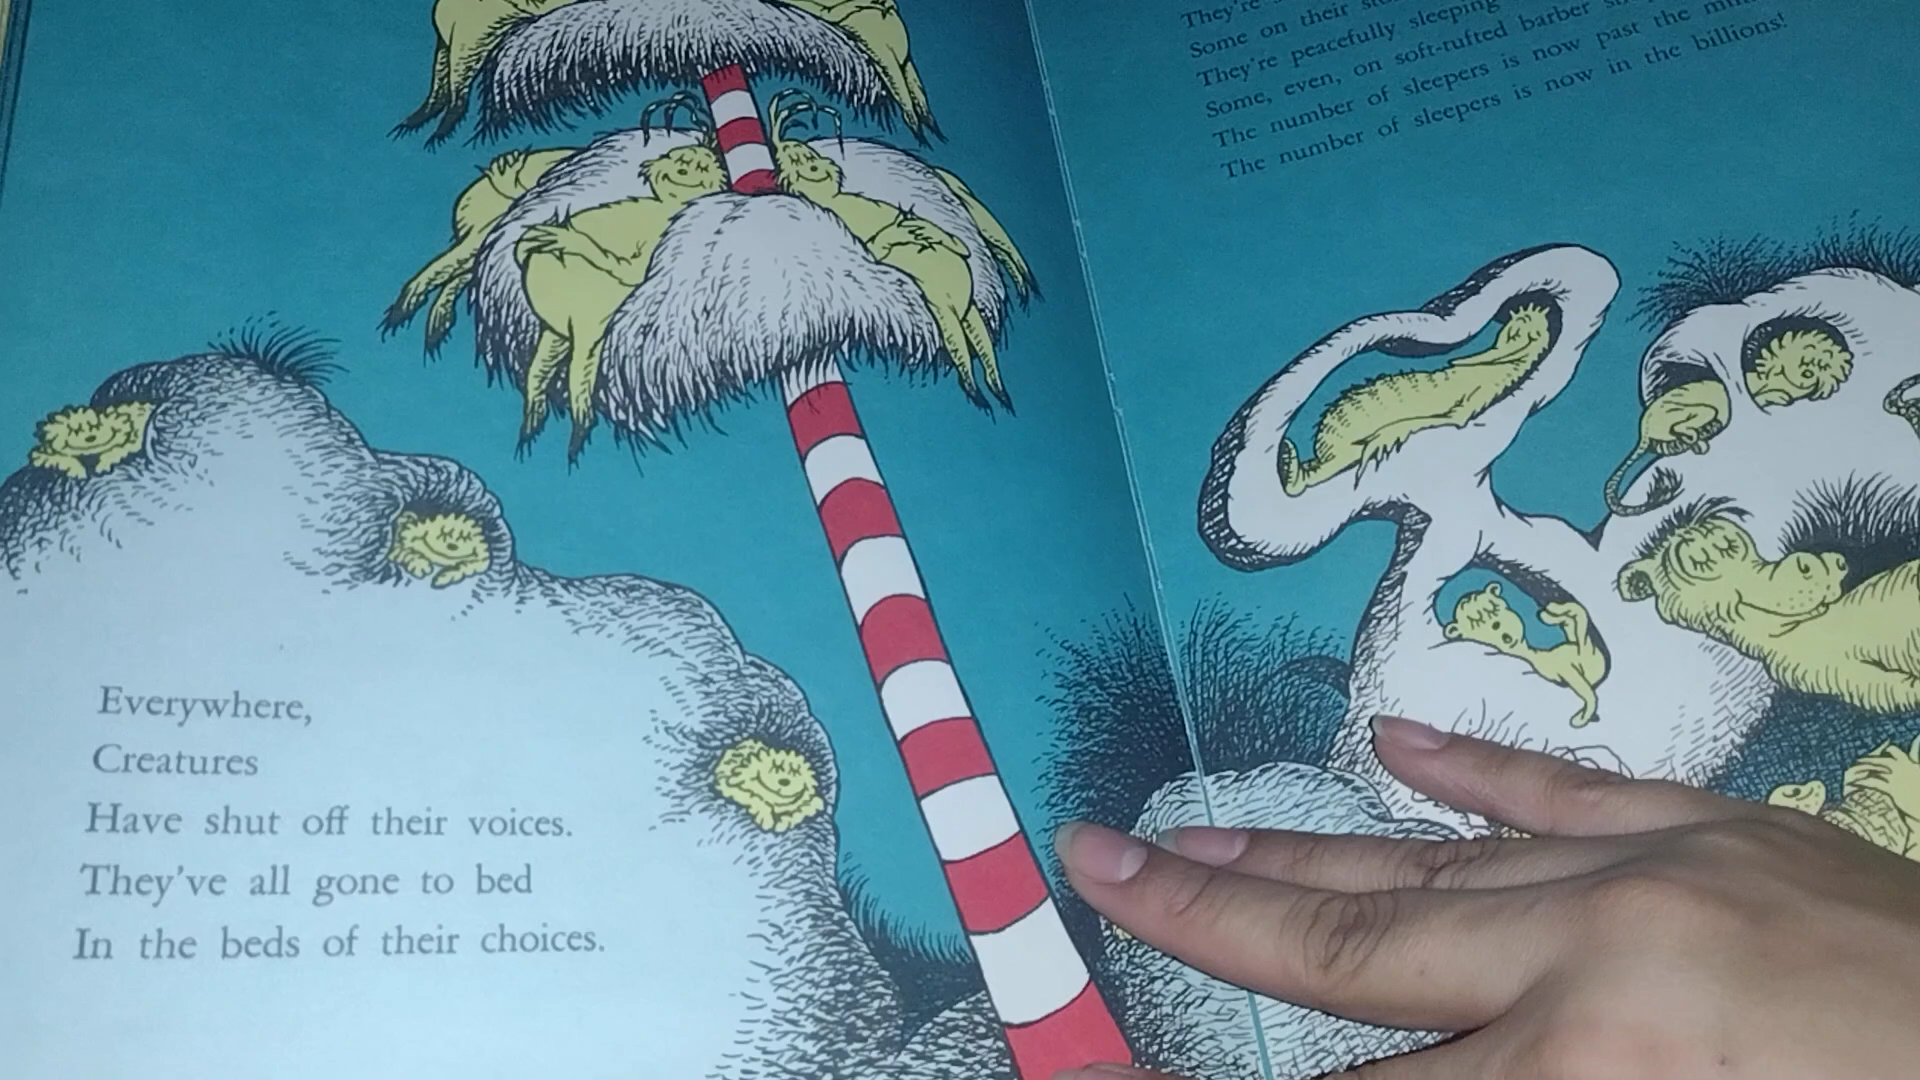 Everywhere,
Creatures
Have shut off their voices.
They've all gone to bed
In the beds of their choices.
They're
Some on their
They're peacefully sleeping
Some, even, on soft-tufted barber
The number of sleepers is now past the
The number of sleepers is now in the billions!